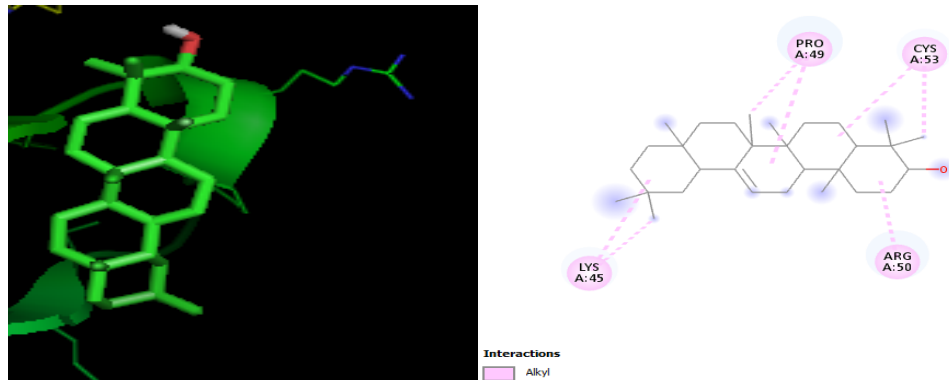 PRO
A:49
CYS
A:53
O
ARG
A:50
LYS
A:45
Interactions
Alkyl